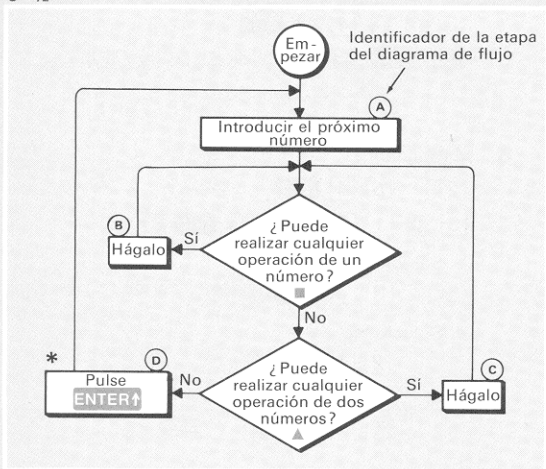 Em-
pezar
Identificador de la etapa
del diagrama de flujo
A
Introducir el próximo
número
B
Hágalo
Sí
¿Puede
realizar cualquier
operación de un
número?
No
*
D
Pulse
ENTER↑
No
¿Puede
realizar cualquier
operación de dos
números?
Sí
C
Hágalo